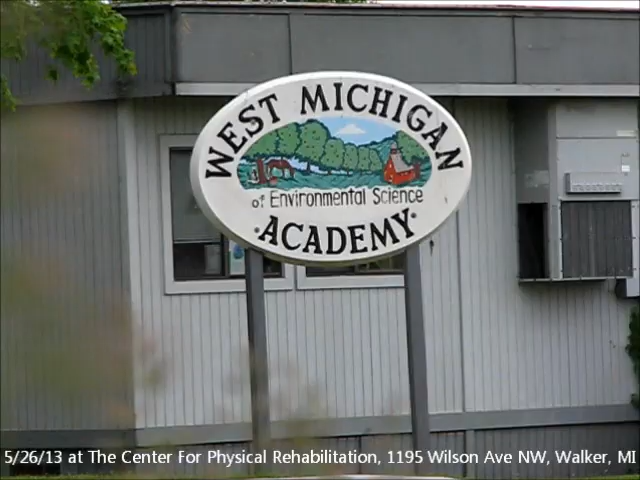 WEST MICHIGAN
of Environmental Science
·ACADEMY·
5/26/13 at The Center For Physical Rehabilitation, 1195 Wilson Ave NW, Walker, MI